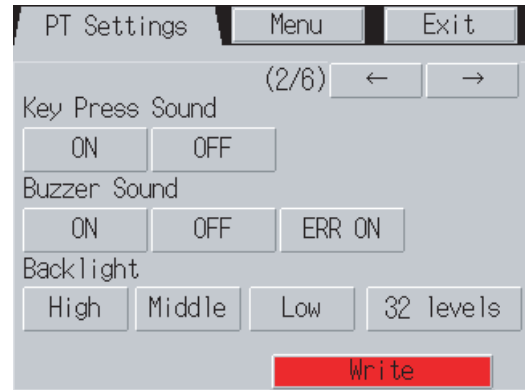 PT Settings Menu Exit
(2/6) ← →
Key Press Sound
ON OFF
Buzzer Sound
ON OFF ERR ON
Backlight
High Middle Low 32 levels
Write